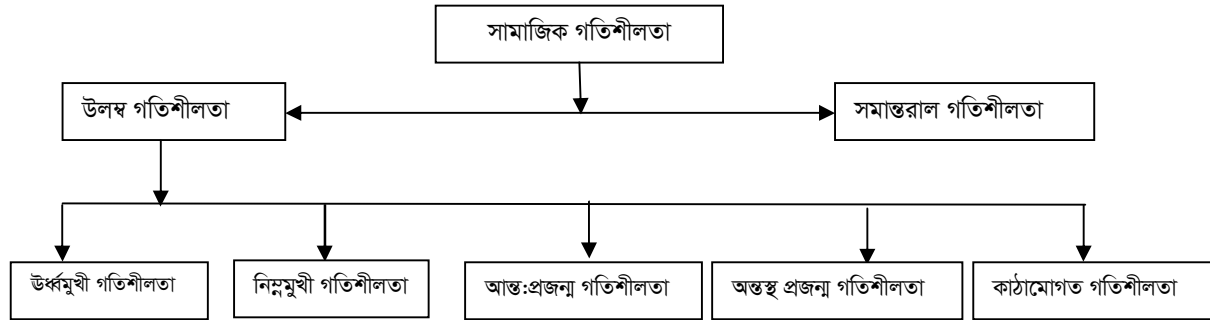 সামাজিক গতিশীলতা
উলম্ব গতিশীলতা
সমান্তরাল গতিশীলতা
ঊর্ধ্বমুখী গতিশীলতা
নিম্নমুখী গতিশীলতা
আন্ত:প্রজন্ম গতিশীলতা
অন্তস্থ প্রজন্ম গতিশীলতা
কাঠামোগত গতিশীলতা